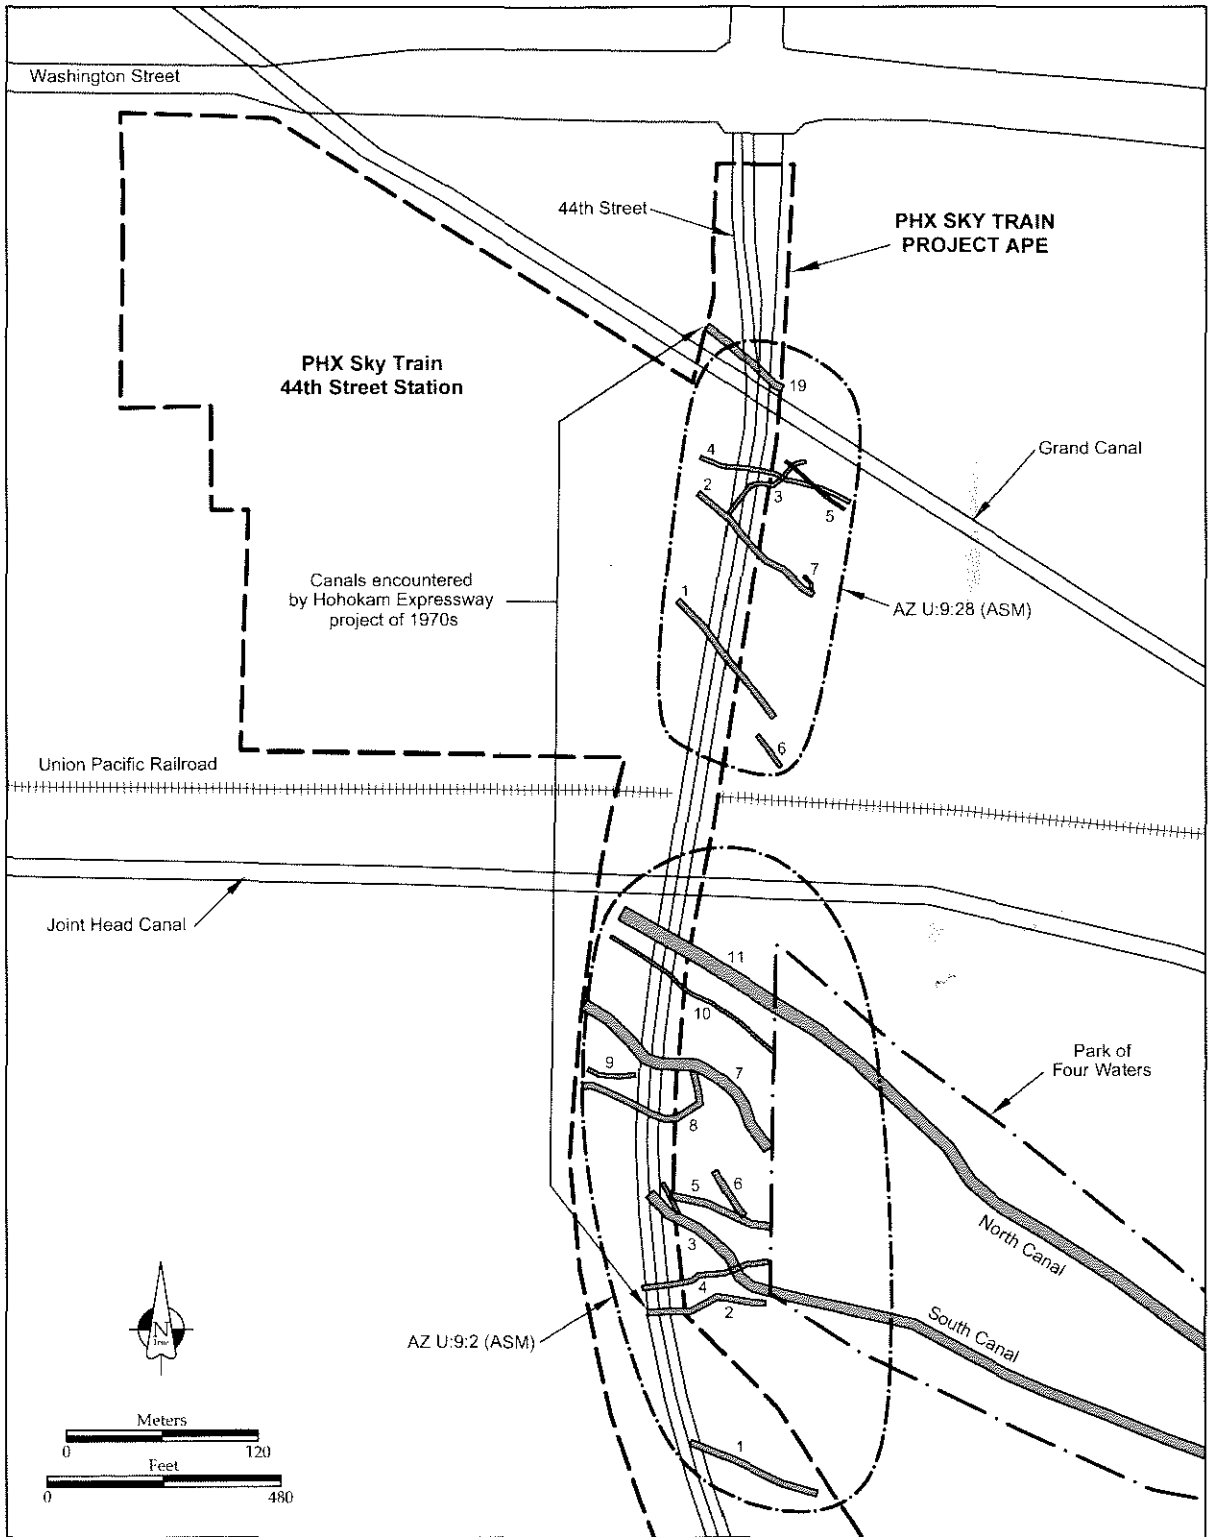 Washington Street
44th Street
PHX SKY TRAIN
PROJECT APE
PHX Sky Train
44th Street Station
19
Grand Canal
4
2
3
5
7
Canals encountered
by Hohokam Expressway
project of 1970s
1
AZ U:9:28 (ASM)
6
Union Pacific Railroad
Joint Head Canal
11
10
Park of
Four Waters
9
7
8
5
6
3
North Canal
4
2
South Canal
AZ U:9:2 (ASM)
N
Meters
0
120
Feet
0
480
1